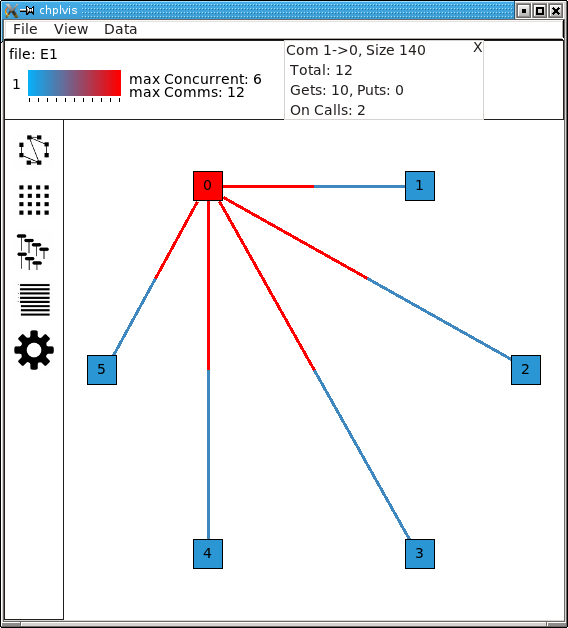 chplvis
File View Data
file: E1
1
max Concurrent: 6
max Comms: 12
Com 1->0, Size 140 X
Total: 12
Gets: 10, Puts: 0
On Calls: 2
0
1
5
2
4
3